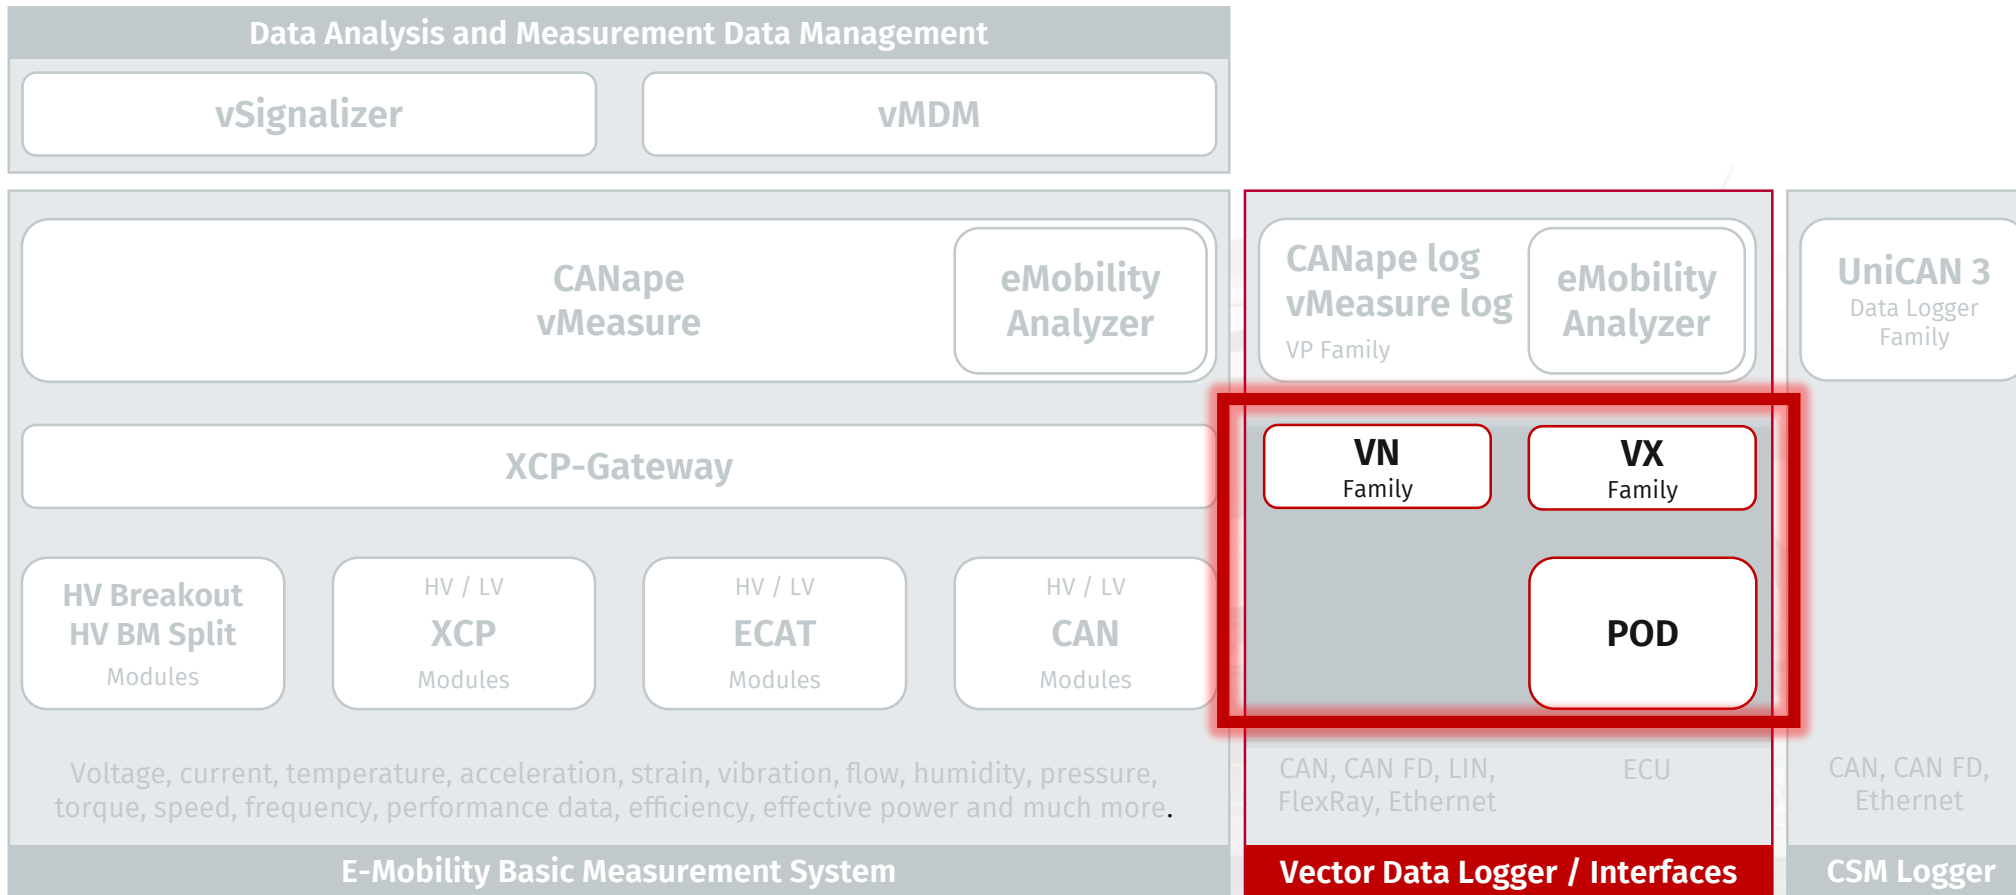 Data Analysis and Measurement Data Management
vSignalizer
vMDM
CANape
vMeasure
eMobility
Analyzer
CANape log
vMeasure log
VP Family
eMobility
Analyzer
UniCAN 3
Data Logger
Family
XCP-Gateway
VN
Family
VX
Family
HV Breakout
HV BM Split
Modules
HV / LV
XCP
Modules
HV / LV
ECAT
Modules
HV / LV
CAN
Modules
POD
Voltage, current, temperature, acceleration, strain, vibration, flow, humidity, pressure,
torque, speed, frequency, performance data, efficiency, effective power and much more.
CAN, CAN FD, LIN,
FlexRay, Ethernet
ECU
CAN, CAN FD,
Ethernet
E-Mobility Basic Measurement System
Vector Data Logger / Interfaces
CSM Logger